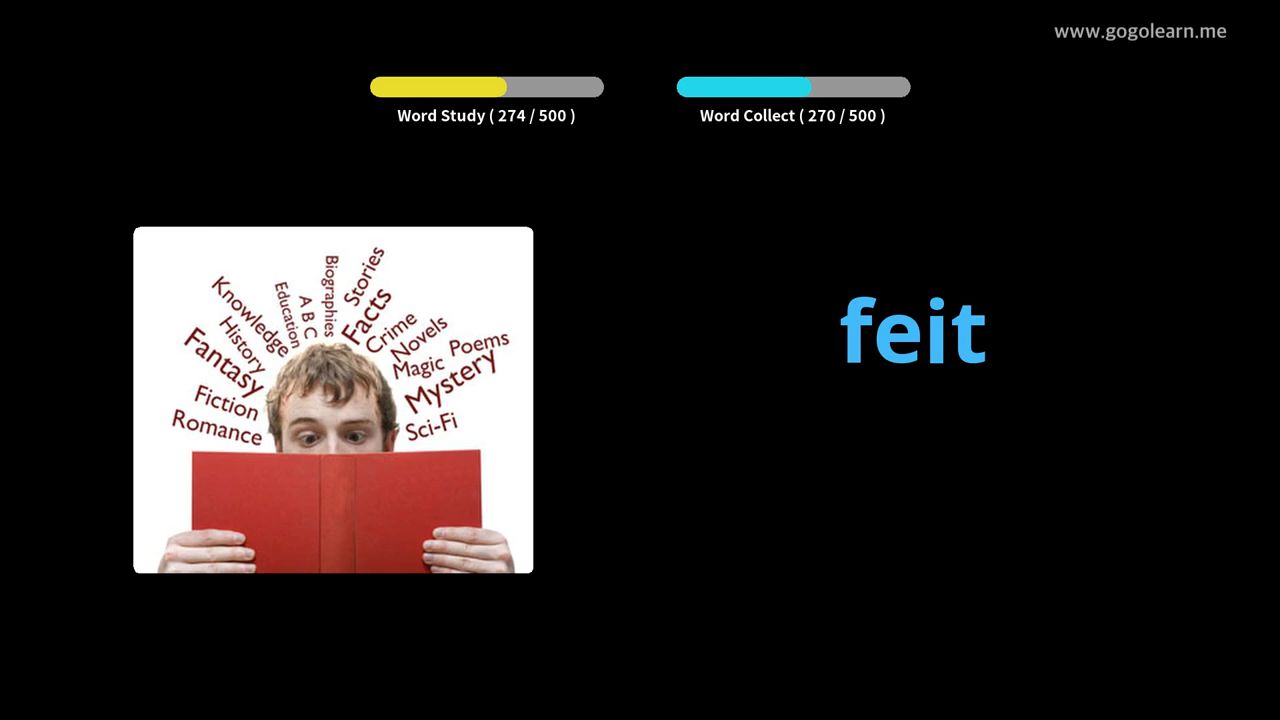 www.gogolearn.me
Word Study ( 274 / 500 )
Word Collect ( 270 / 500 )
Romance
Fiction
Fantasy
History
Knowledge
Education
A B C
Biographies
Stories
Facts
Crime
Novels
Magic
Poems
Mystery
Sci-Fi
feit